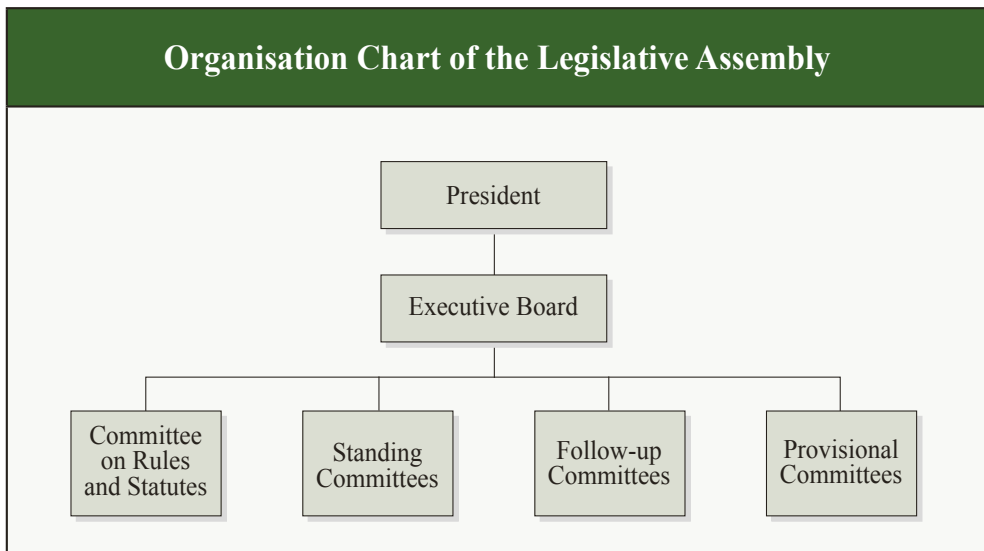 Organisation Chart of the Legislative Assembly
President
Executive Board
Committee
on Rules
and Statutes
Standing
Committees
Follow-up
Committees
Provisional
Committees